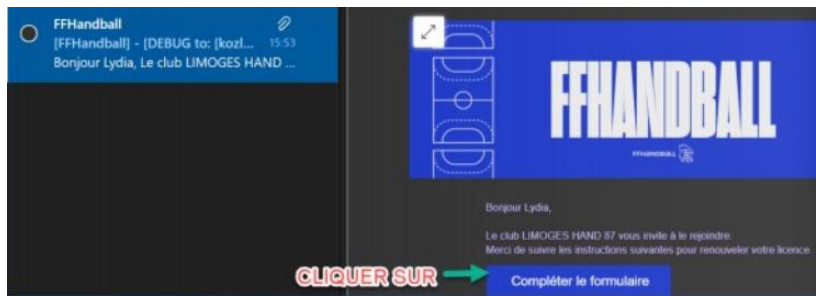 FFHandball
[FFHandball] - [DEBUG to: [kozl... 15:53
Bonjour Lydia, Le club LIMOGES HAND ...
FFHANDBALL
FFHANDBALL
Bonjour Lydia,
Le club LIMOGES HAND 87 vous invite à le rejoindre.
Merci de suivre les instructions suivantes pour renouveler votre licence.
CLIQUER SUR
Compléter le formulaire